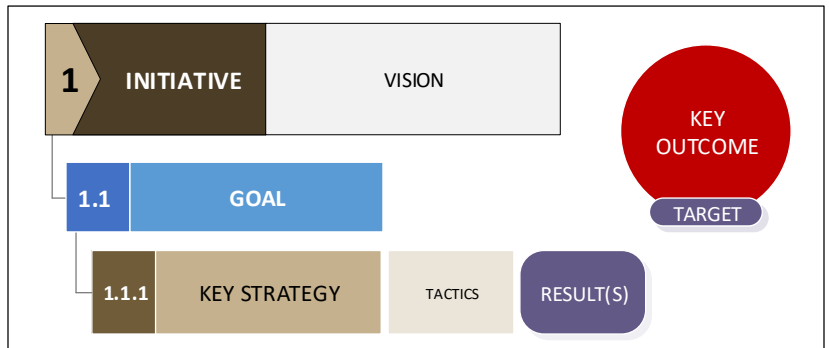 1 INITIATIVE VISION
KEY
OUTCOME
TARGET
1.1 GOAL
1.1.1 KEY STRATEGY TACTICS RESULT(S)